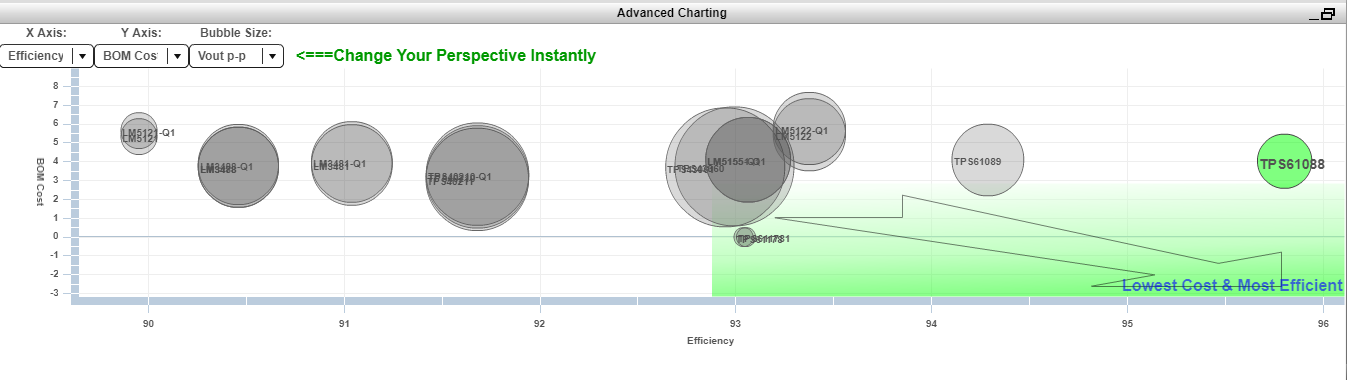 Advanced Charting
X Axis: Y Axis: Bubble Size:
Efficiency BOM Cos Vout p-p <===Change Your Perspective Instantly
8
7
6
5
4
3
2
1
0
-1
-2
-3
BOM Cost
LM5121-Q1
LM5121
LM3488-Q1
LM3488
LM3481-Q1
LM3481
TPS40210-Q1
TPS40210
TPS40211
LM5122-Q1
LM5122
TPS61089
TPS61088
Lowest Cost & Most Efficient
90 91 92 93 94 95 96
Efficiency